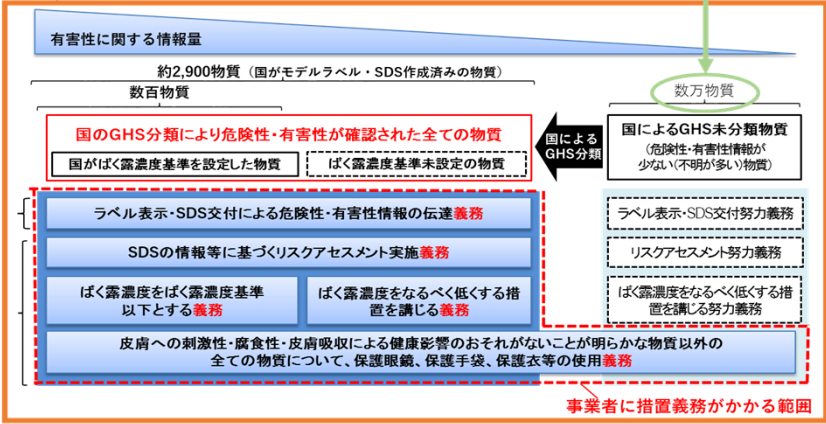 有害性に関する情報量
約2,900物質（国がモデルラベル・SDS作成済みの物質）
数百物質
数万物質
国のGHS分類により危険性・有害性が確認された全ての物質
国がばく露濃度基準を設定した物質
ばく露濃度基準未設定の物質
国による
GHS分類
国によるGHS未分類物質
（危険性・有害性情報が
少ない（不明が多い）物質）
ラベル表示・SDS交付による危険性・有害性情報の伝達義務
ラベル表示・SDS交付努力義務
SDSの情報等に基づくリスクアセスメント実施義務
リスクアセスメント努力義務
ばく露濃度をばく露濃度基準
以下とする義務
ばく露濃度をなるべく低くする措
置を講じる義務
ばく露濃度をなるべく低くする措
置を講じる努力義務
皮膚への刺激性・腐食性・皮膚吸収による健康影響のおそれがないことが明らかな物質以外の
全ての物質について、保護眼鏡、保護手袋、保護衣等の使用義務
事業者に措置義務がかかる範囲